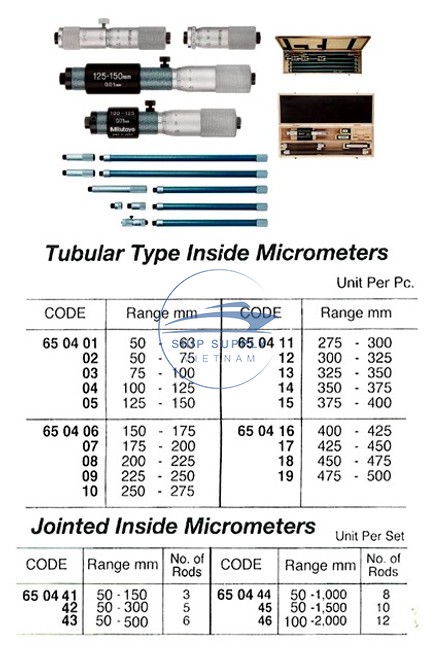 125-150mm
0.01mm
100-125
0.01mm
Mitutoyo
Tubular Type Inside Micrometers
Unit Per Pc.
CODE Range mm CODE Range mm
65 04 01 50 - 63 65 04 11 275 - 300
02 50 - 75 12 300 - 325
03 75 - 100 13 325 - 350
04 100 - 125 14 350 - 375
05 125 - 150 15 375 - 400
SHIP SUPPLY
VIETNAM
65 04 06 150 - 175 65 04 16 400 - 425
07 175 - 200 17 425 - 450
08 200 - 225 18 450 - 475
09 225 - 250 19 475 - 500
10 250 - 275
Jointed Inside Micrometers
Unit Per Set
CODE Range mm No. of Rods CODE Range mm No. of Rods
65 04 41 50 - 150 3 65 04 44 50 -1,000 8
42 50 - 300 5 45 50 -1,500 10
43 50 - 500 6 46 100 -2,000 12